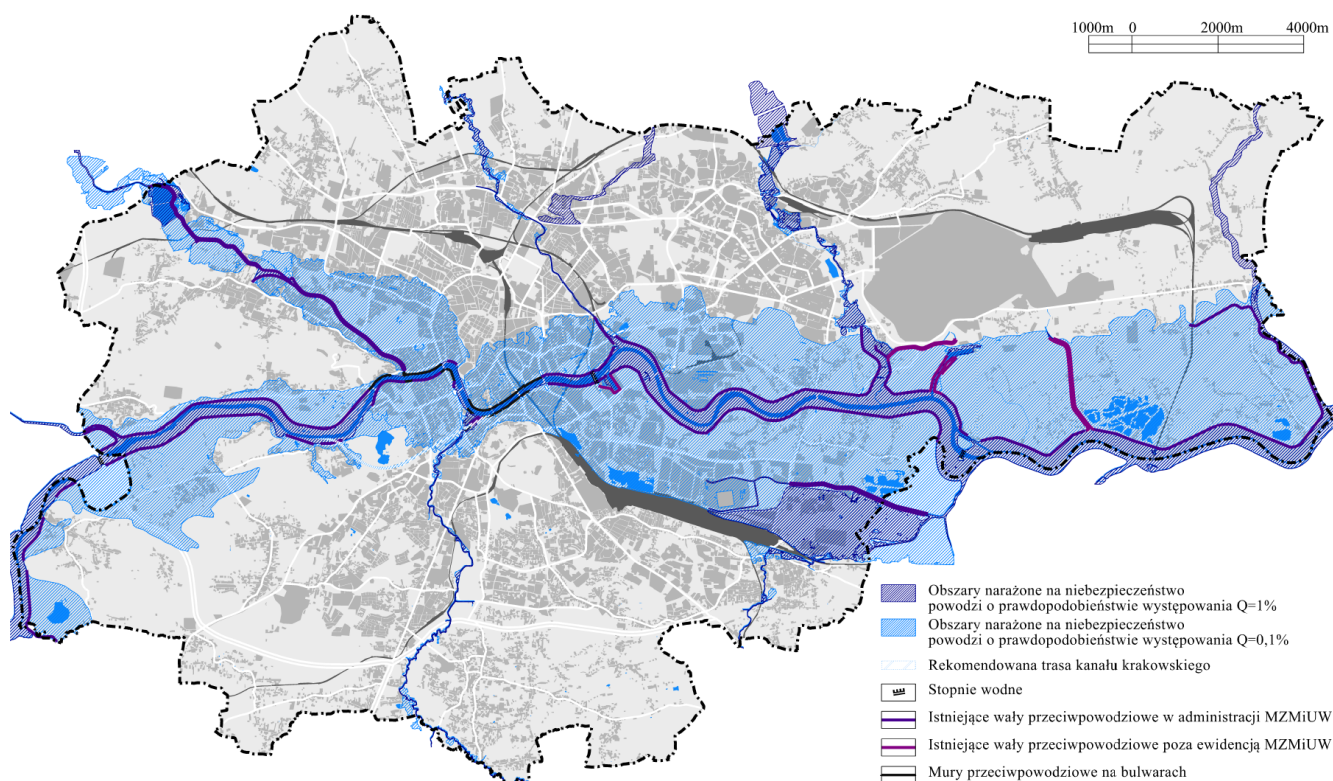 1000m 0 2000m 4000m
Obszary narażone na niebezpieczeństwo
powodzi o prawdopodobieństwie występowania Q=1%
Obszary narażone na niebezpieczeństwo
powodzi o prawdopodobieństwie występowania Q=0,1%
Rekomendowana trasa kanału krakowskiego
Stopnie wodne
Istniejące wały przeciwpowodziowe w administracji MZMiUW
Istniejące wały przeciwpowodziowe poza ewidencją MZMiUW
Mury przeciwpowodziowe na bulwarach